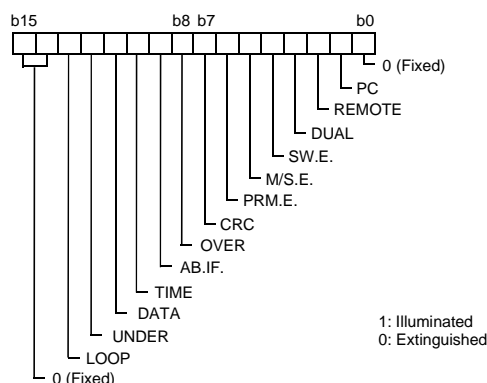 b15 b8 b7 b0
0 (Fixed)
PC
REMOTE
DUAL
SW.E.
M/S.E.
PRM.E.
CRC
OVER
AB.IF.
TIME
DATA
UNDER
LOOP
0 (Fixed)
1: Illuminated
0: Extinguished